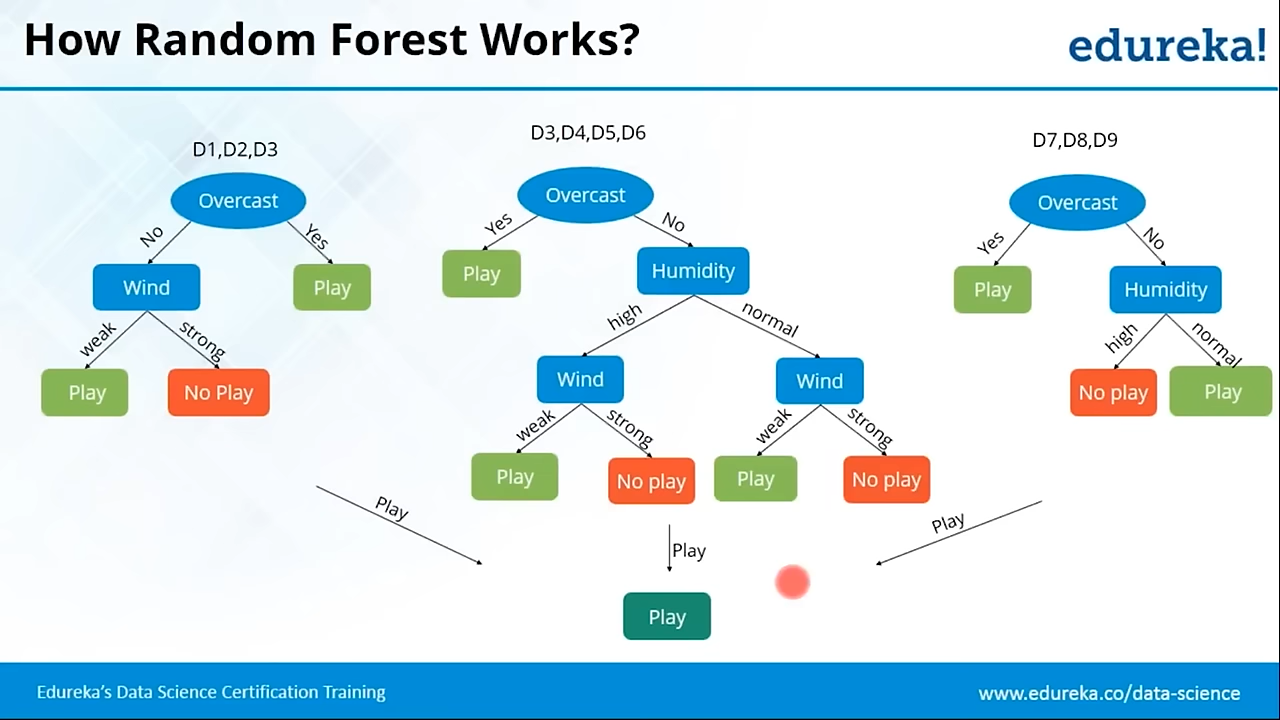 How Random Forest Works?
edureka!
D1,D2,D3
Overcast
No
Yes
Wind
Play
weak
strong
Play
No Play
D3,D4,D5,D6
Overcast
Yes
No
Play
Humidity
high
normal
Wind
Wind
weak
strong
weak
strong
Play
No play
Play
No play
D7,D8,D9
Overcast
Yes
No
Play
Humidity
high
normal
No play
Play
Play
Play
Play
Play
Edureka’s Data Science Certification Training
www.edureka.co/data-science